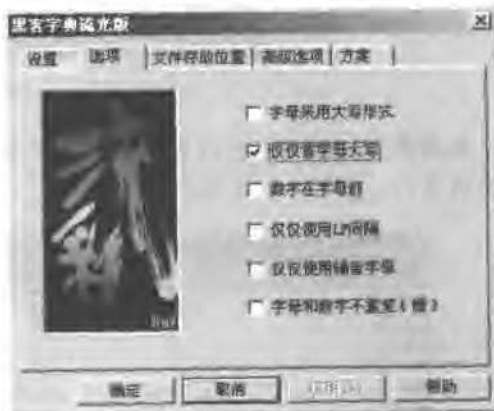 黑客字典流光版
设置 选项 文件存放位置 高级选项 方案
字母采用大写形式
仅仅首字母大写
数字在字母前
仅仅使用LM间隔
仅仅使用辅音字母
字母和数字不重复(慢)
确定 取消 帮助